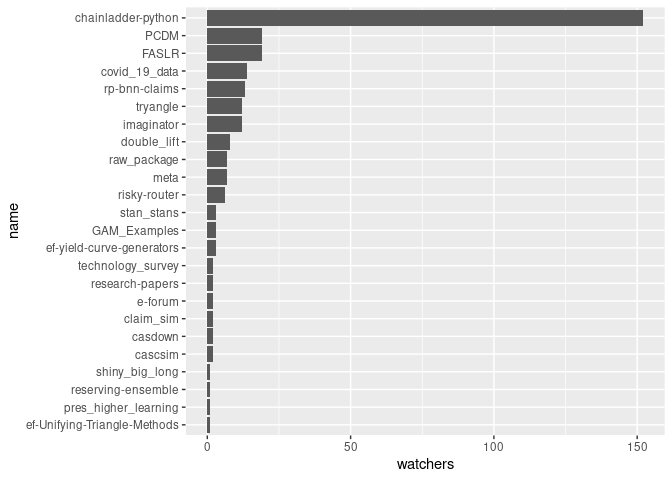 chainladder-python
PCDM
FASLR
covid_19_data
rp-bnn-claims
tryangle
imaginator
double_lift
raw_package
meta
risky-router
stan_stans
GAM_Examples
ef-yield-curve-generators
technology_survey
research-papers
e-forum
claim_sim
casdown
cascsim
shiny_big_long
reserving-ensemble
pres_higher_learning
ef-Unifying-Triangle-Methods
name
0 50 100 150
watchers